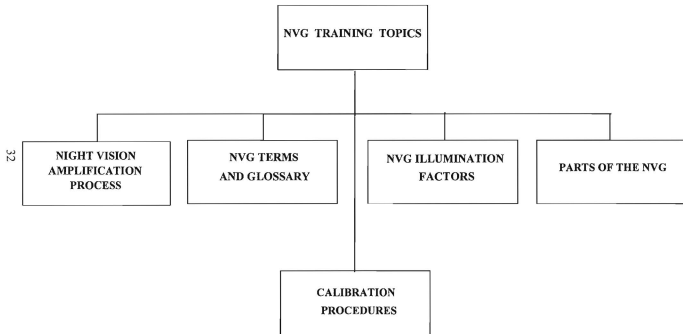 NVG TRAINING TOPICS
32
NIGHT VISION
AMPLIFICATION
PROCESS
NVG TERMS
AND GLOSSARY
NVG ILLUMINATION
FACTORS
PARTS OF THE NVG
CALIBRATION
PROCEDURES